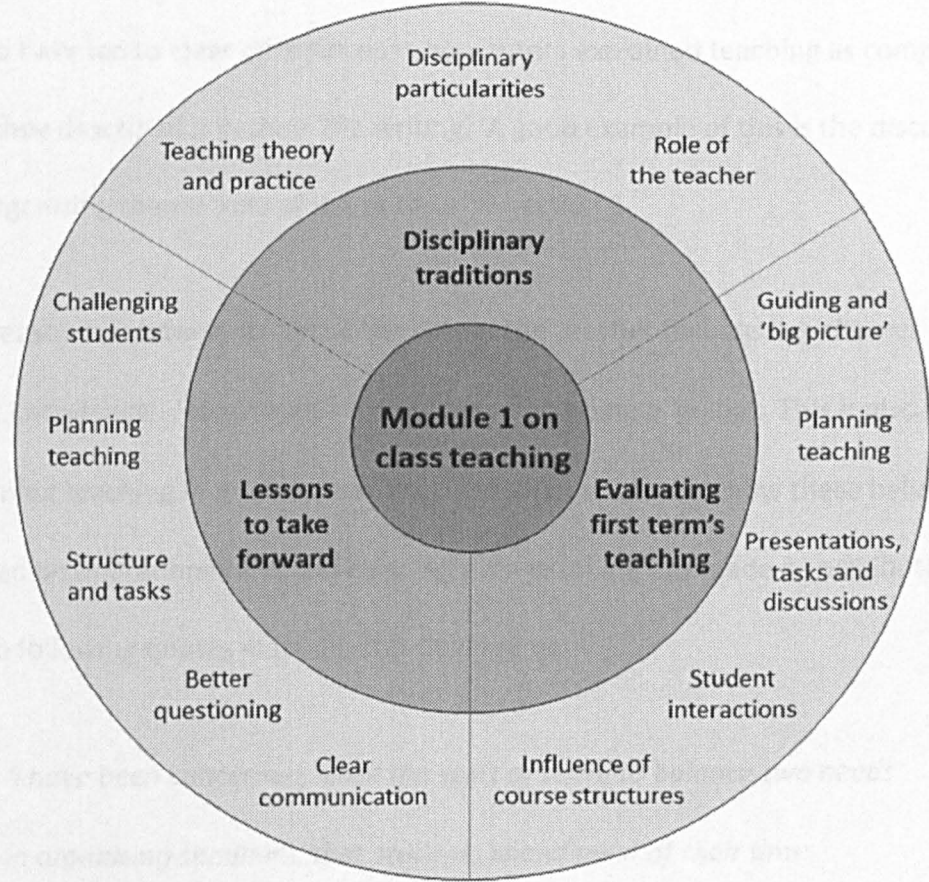 Disciplinary
particularities
Teaching theory
and practice
Role of
the teacher
Disciplinary
traditions
Challenging
students
Guiding and
‘big picture’
Module 1 on
class teaching
Planning
teaching
Planning
teaching
Lessons
to take
forward
Evaluating
first term’s
teaching
Structure
and tasks
Presentations,
tasks and
discussions
Better
questioning
Student
interactions
Clear
communication
Influence of
course structures